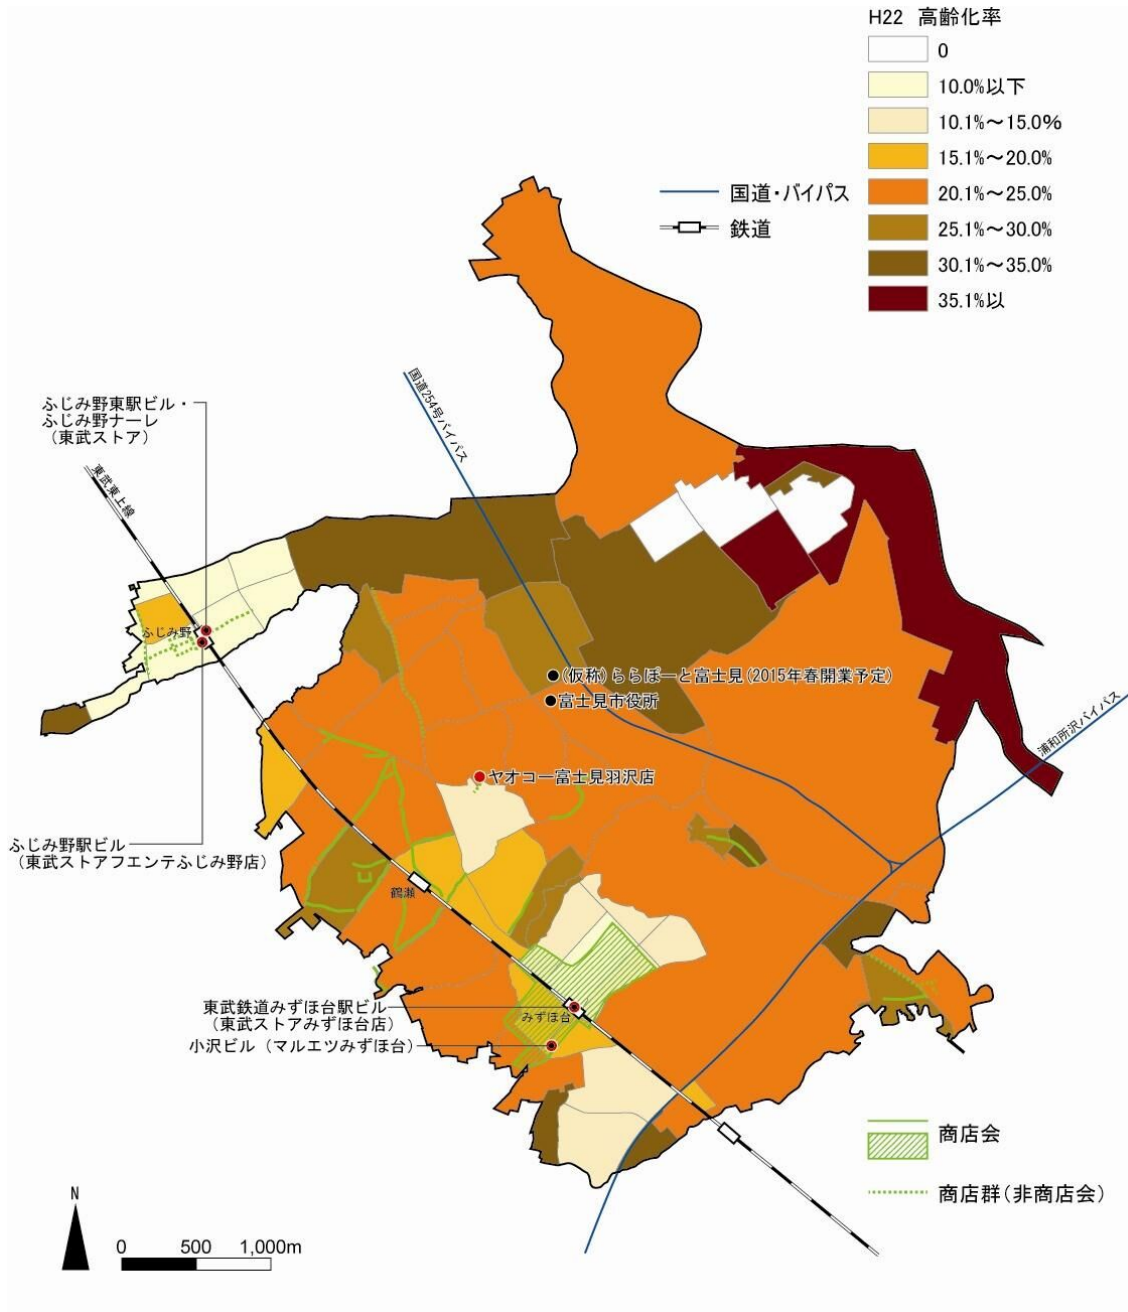 H22 高齢化率
0
10.0%以下
10.1%～15.0%
15.1%～20.0%
20.1%～25.0%
25.1%～30.0%
30.1%～35.0%
35.1%以
国道・バイパス
鉄道
国道254号バイパス
ふじみ野東駅ビル・
ふじみ野ナーレ
（東武ストア）
東武東上線
ふじみ野
(仮称)ららぽーと富士見(2015年春開業予定)
富士見市役所
浦和所沢バイパス
ヤオコー富士見羽沢店
ふじみ野駅ビル
（東武ストアフエンテふじみ野店）
鶴瀬
東武鉄道みずほ台駅ビル
（東武ストアみずほ台店）
みずほ台
小沢ビル（マルエツみずほ台）
商店会
商店群(非商店会)
N
0 500 1,000m